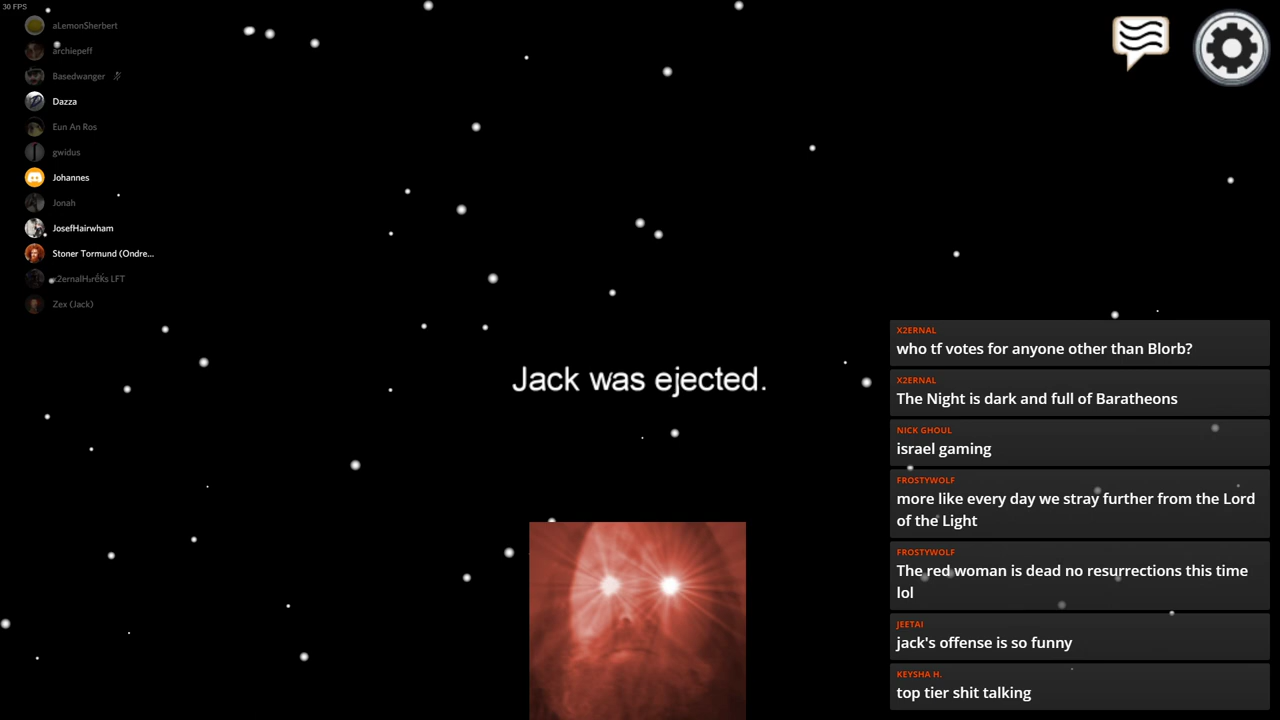 30 FPS
aLemonSherbert
archiepeff
Basedwanger
Dazza
Eun An Ros
gwidus
Johannes
Jonah
JosefHairwham
Stoner Tormund (Ondre...
LFT
Zex (Jack)
Jack was ejected.
X2ERNAL
who tf votes for anyone other than Blorb?
X2ERNAL
The Night is dark and full of Baratheons
NICK GHOUL
israel gaming
FROSTYWOLF
more like every day we stray further from the Lord
of the Light
FROSTYWOLF
The red woman is dead no resurrections this time
lol
JEETAI
jack's offense is so funny
KEYSHA H.
top tier shit talking